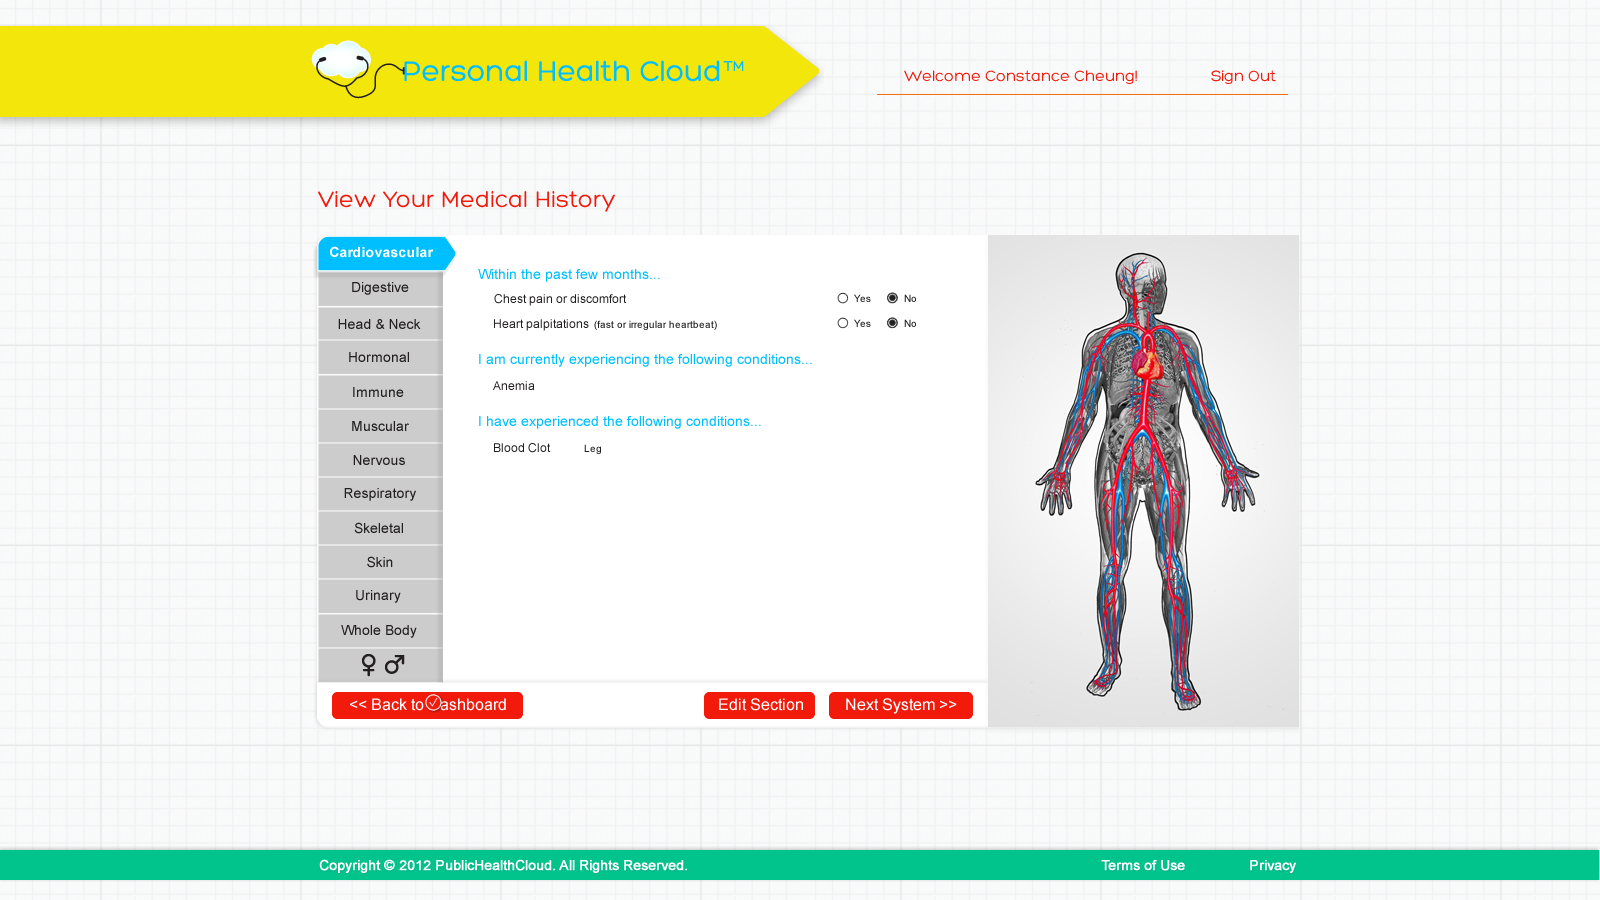 Personal Health Cloud™
Welcome Constance Cheung! Sign Out
View Your Medical History
Cardiovascular
Digestive
Head & Neck
Hormonal
Immune
Muscular
Nervous
Respiratory
Skeletal
Skin
Urinary
Whole Body
♀ ♂
Within the past few months...
Chest pain or discomfort Yes No
Heart palpitations (fast or irregular heartbeat) Yes No
I am currently experiencing the following conditions...
Anemia
I have experienced the following conditions...
Blood Clot Leg
<< Back to ashboard Edit Section Next System >>
Copyright © 2012 PublicHealthCloud. All Rights Reserved. Terms of Use Privacy